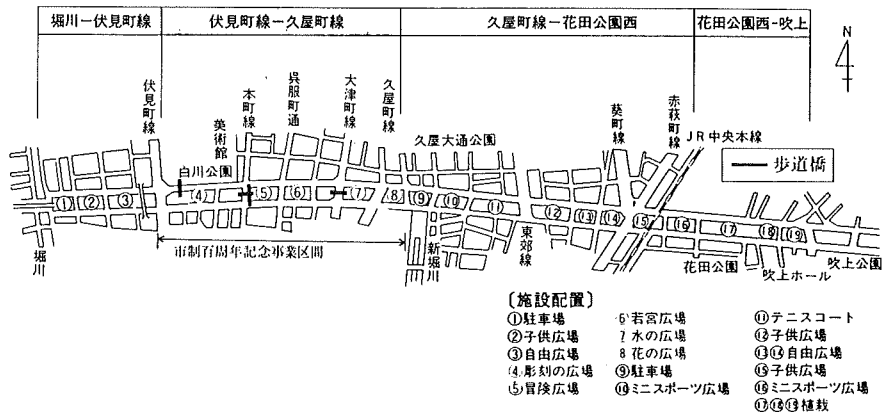 堀川－伏見町線
伏見町線－久屋町線
久屋町線－花田公園西
花田公園西-吹上
N
伏見町線
美術館
本町線
呉服町通
大津町線
久屋町線
久屋大通公園
葵町線
赤萩町線
JR中央本線
歩道橋
白川公園
① ② ③ 4 5 6 7 8 ⑨ ⑩ ⑪ ⑫ ⑬ ⑭ ⑮ ⑯ ⑰ ⑱ ⑲
堀川
市制百周年記念事業区間
新堀川
東郊線
花田公園
吹上ホール
吹上公園
〔施設配置〕
①駐車場
②子供広場
③自由広場
4 彫刻の広場
5 冒険広場
6 若宮広場
7 水の広場
8 花の広場
⑨駐車場
⑩ミニスポーツ広場
⑪テニスコート
⑫子供広場
⑬⑭自由広場
⑮子供広場
⑯ミニスポーツ広場
⑰⑱⑲植栽